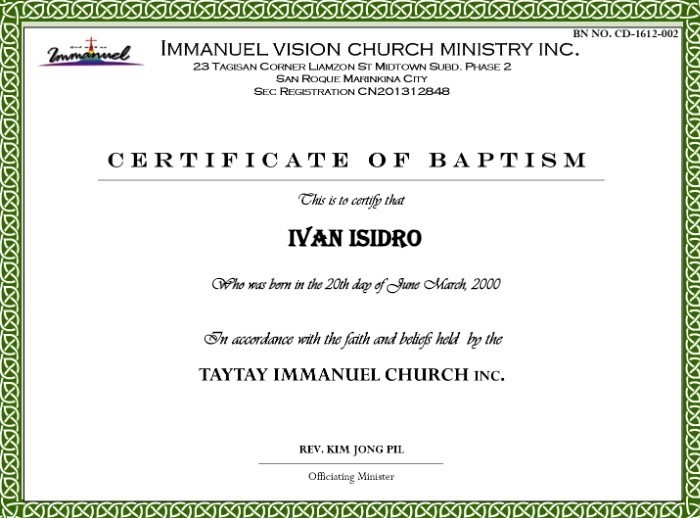 BN NO. CD-1612-002
Immanuel
IMMANUEL VISION CHURCH MINISTRY INC.
23 TAGISAN CORNER LIAMZON ST MIDTOWN SUBD. PHASE 2
SAN ROQUE MARINKINA CITY
SEC REGISTRATION CN201312848
CERTIFICATE OF BAPTISM
This is to certify that
IVAN ISIDRO
Who was born in the 20th day of June March, 2000
In accordance with the faith and beliefs held by the
TAYTAY IMMANUEL CHURCH INC.
REV. KIM JONG PIL
Officiating Minister